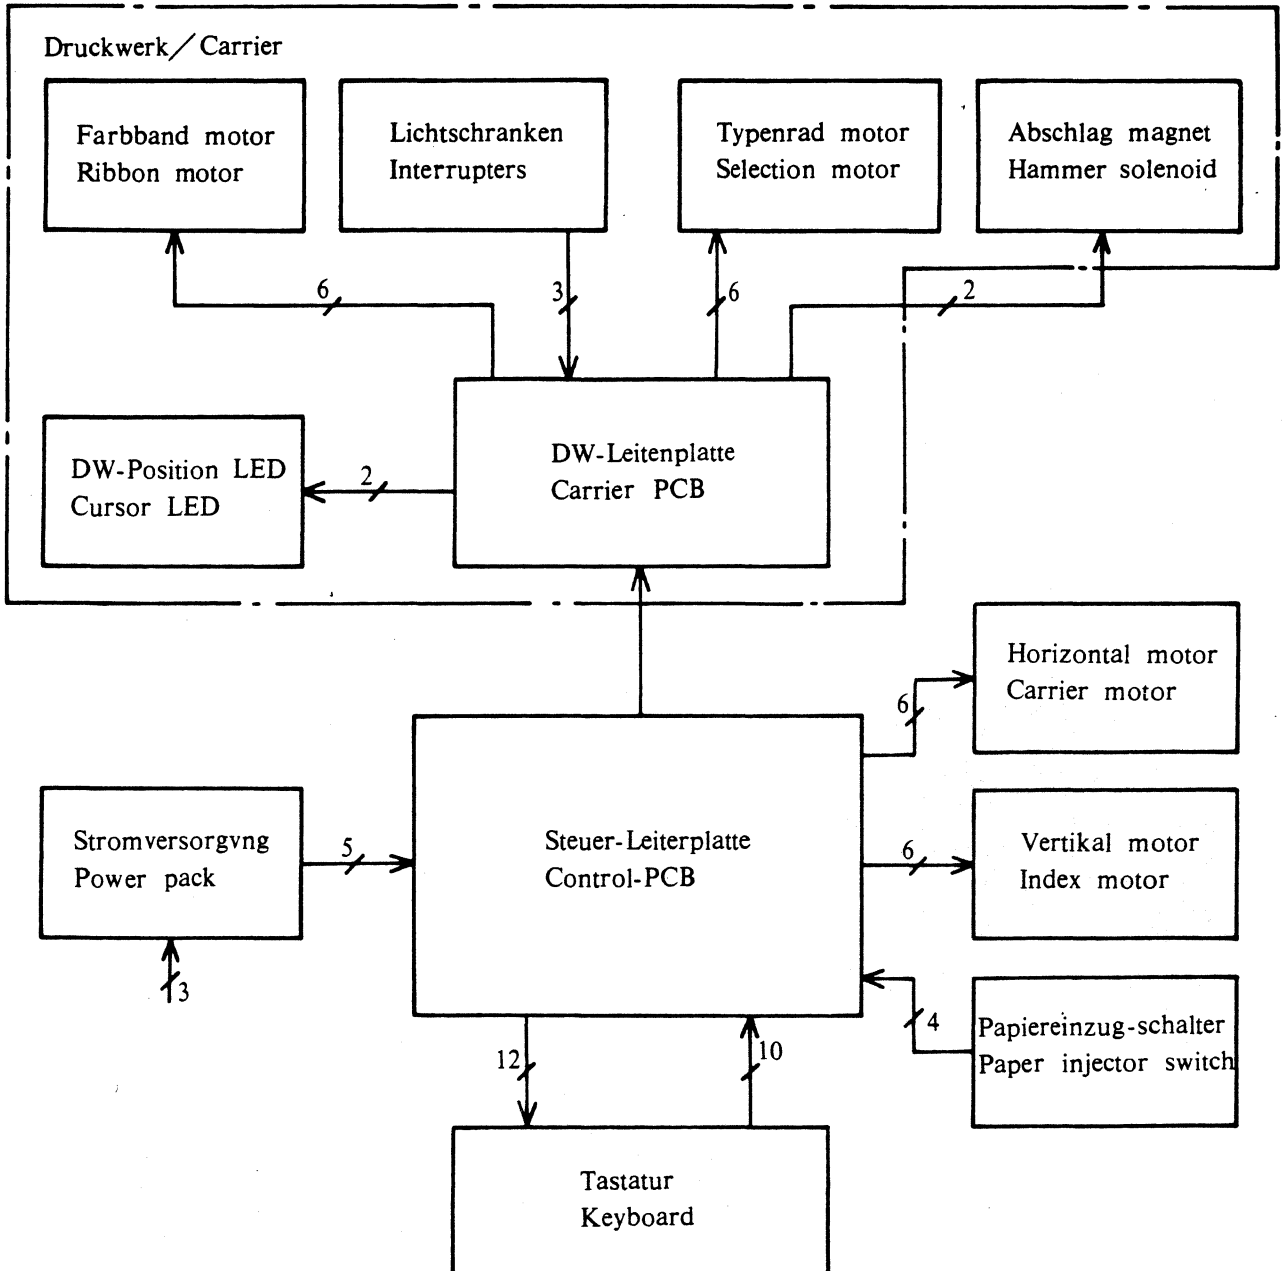 Druckwerk/Carrier
Farbband motor
Ribbon motor
Lichtschranken
Interrupters
Typenrad motor
Selection motor
Abschlag magnet
Hammer solenoid
6
3
6
2
DW-Position LED
Cursor LED
2
DW-Leitenplatte
Carrier PCB
Horizontal motor
Carrier motor
6
Stromversorgvng
Power pack
5
3
Steuer-Leiterplatte
Control-PCB
6
Vertikal motor
Index motor
4
Papiereinzug-schalter
Paper injector switch
12
10
Tastatur
Keyboard